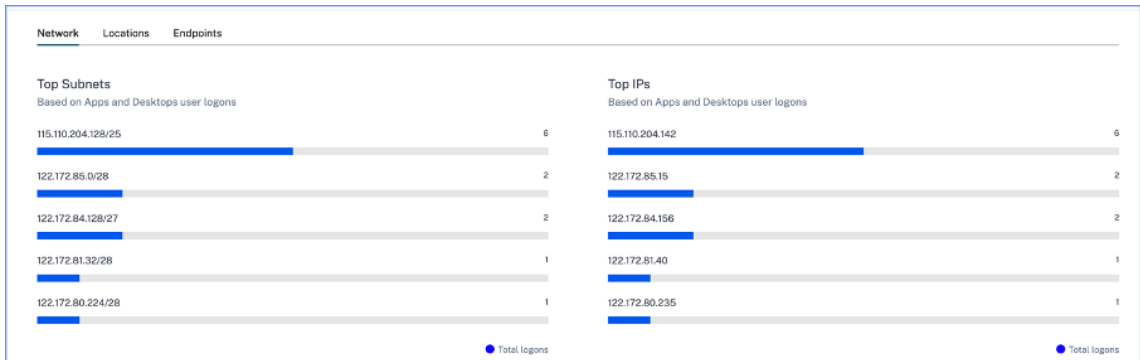 Network Locations Endpoints
Top Subnets
Based on Apps and Desktops user logons
115.110.204.128/25 6
122.172.85.0/28 2
122.172.84.128/27 2
122.172.81.32/28 1
122.172.80.224/28 1
Total logons
Top IPs
Based on Apps and Desktops user logons
115.110.204.142 6
122.172.85.15 2
122.172.84.156 2
122.172.81.40 1
122.172.80.235 1
Total logons